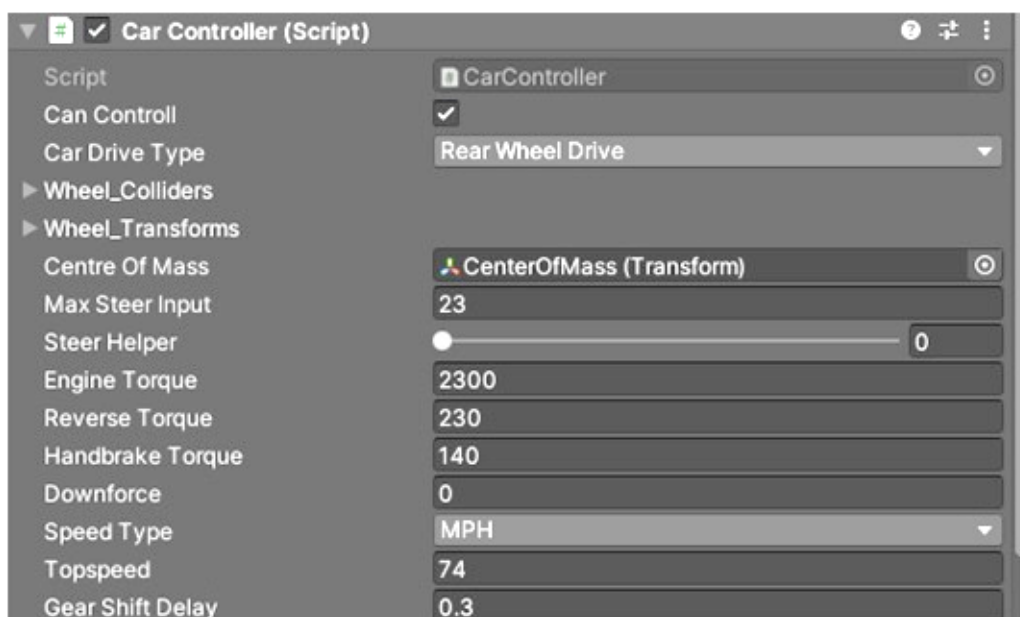 Car Controller (Script)
Script CarController
Can Controll
Car Drive Type Rear Wheel Drive
Wheel_Colliders
Wheel_Transforms
Centre Of Mass CenterOfMass (Transform)
Max Steer Input 23
Steer Helper 0
Engine Torque 2300
Reverse Torque 230
Handbrake Torque 140
Downforce 0
Speed Type MPH
Topspeed 74
Gear Shift Delay 0.3